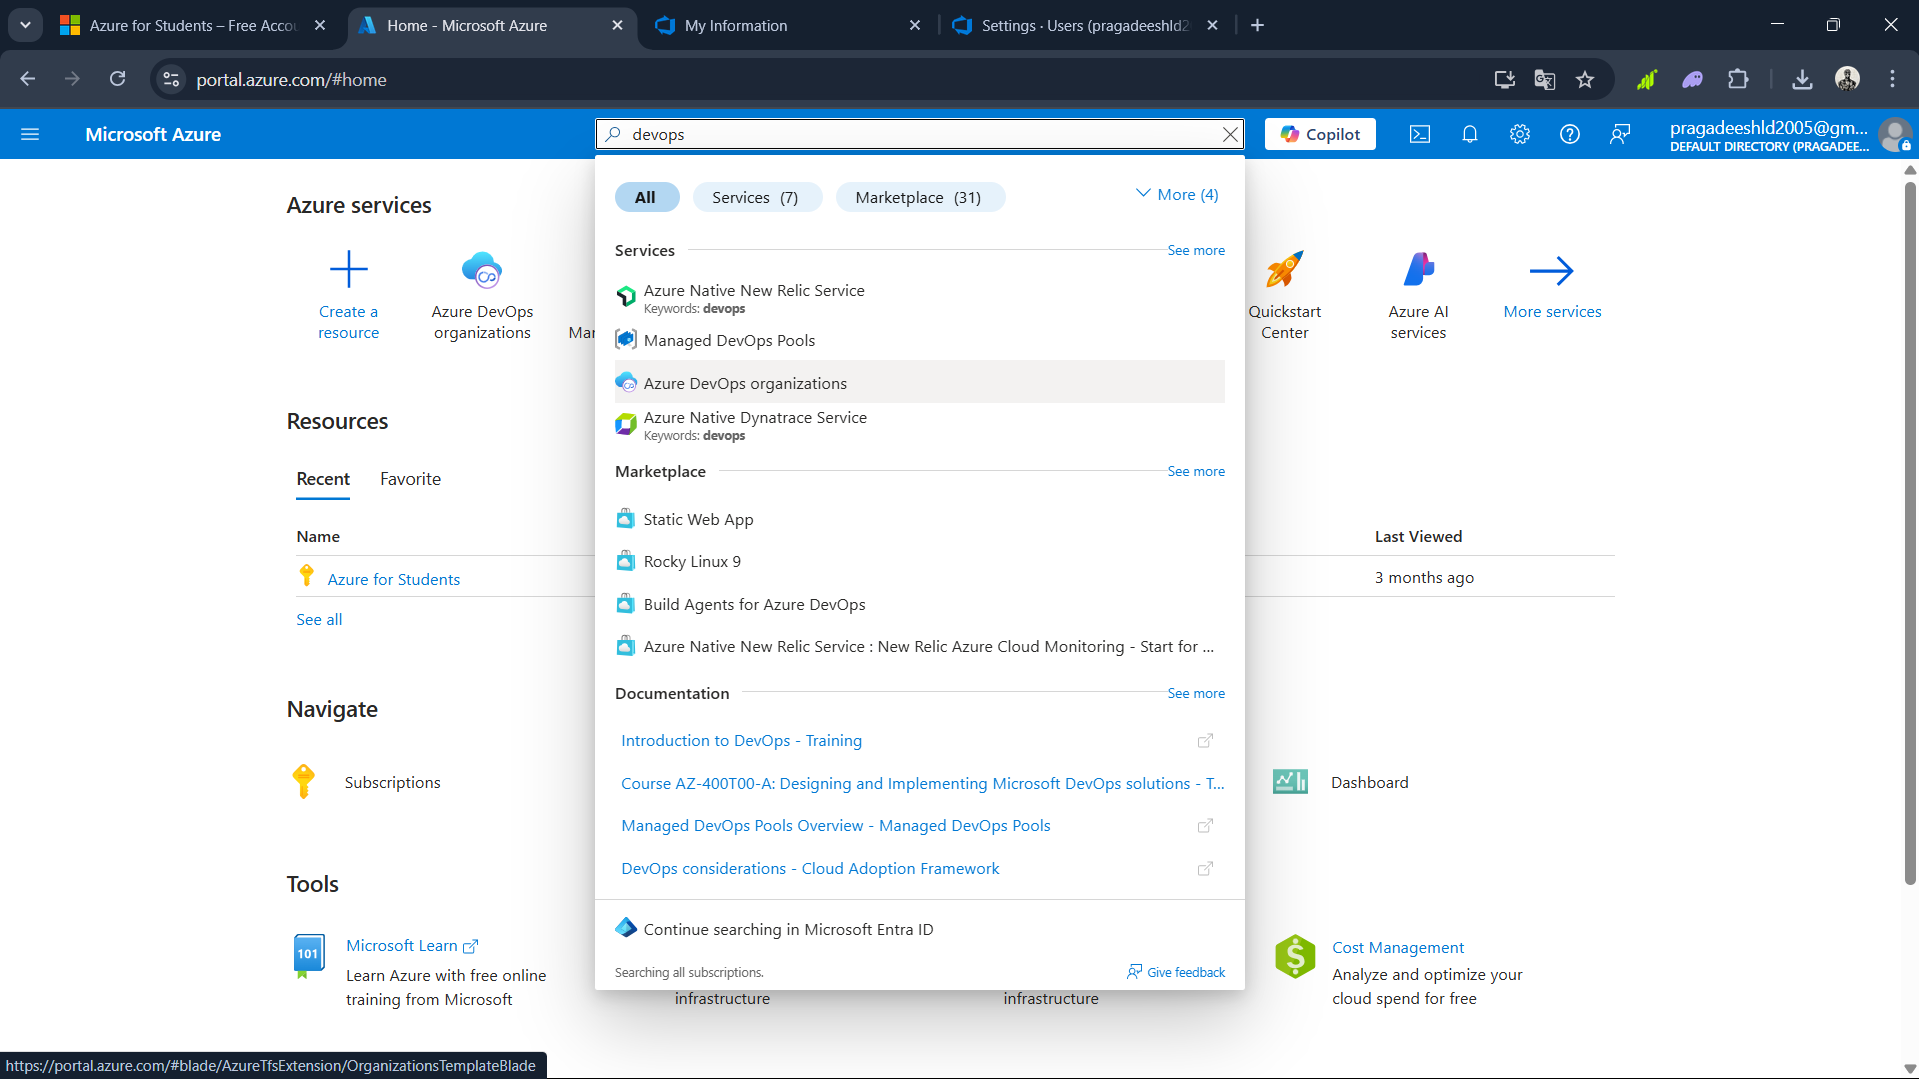 Azure for Students – Free Accou
Home - Microsoft Azure
My Information
Settings · Users (pragadeeshld2
portal.azure.com/#home
Microsoft Azure
devops
Copilot
pragadeeshld2005@gm...
DEFAULT DIRECTORY (PRAGADEE...
All
Services (7)
Marketplace (31)
More (4)
Azure services
Create a resource
Azure DevOps organizations
Mar
Quickstart Center
Azure AI services
More services
Services
See more
Azure Native New Relic Service
Keywords: devops
Managed DevOps Pools
Azure DevOps organizations
Azure Native Dynatrace Service
Keywords: devops
Marketplace
See more
Static Web App
Rocky Linux 9
Build Agents for Azure DevOps
Azure Native New Relic Service : New Relic Azure Cloud Monitoring - Start for ...
Documentation
See more
Introduction to DevOps - Training
Course AZ-400T00-A: Designing and Implementing Microsoft DevOps solutions - T...
Managed DevOps Pools Overview - Managed DevOps Pools
DevOps considerations - Cloud Adoption Framework
Continue searching in Microsoft Entra ID
Searching all subscriptions.
Give feedback
Resources
Recent
Favorite
Name
Last Viewed
Azure for Students
3 months ago
See all
Navigate
Subscriptions
Dashboard
Tools
101
Microsoft Learn
Learn Azure with free online
training from Microsoft
infrastructure
infrastructure
Cost Management
Analyze and optimize your
cloud spend for free
https://portal.azure.com/#blade/AzureTfsExtension/OrganizationsTemplateBlade